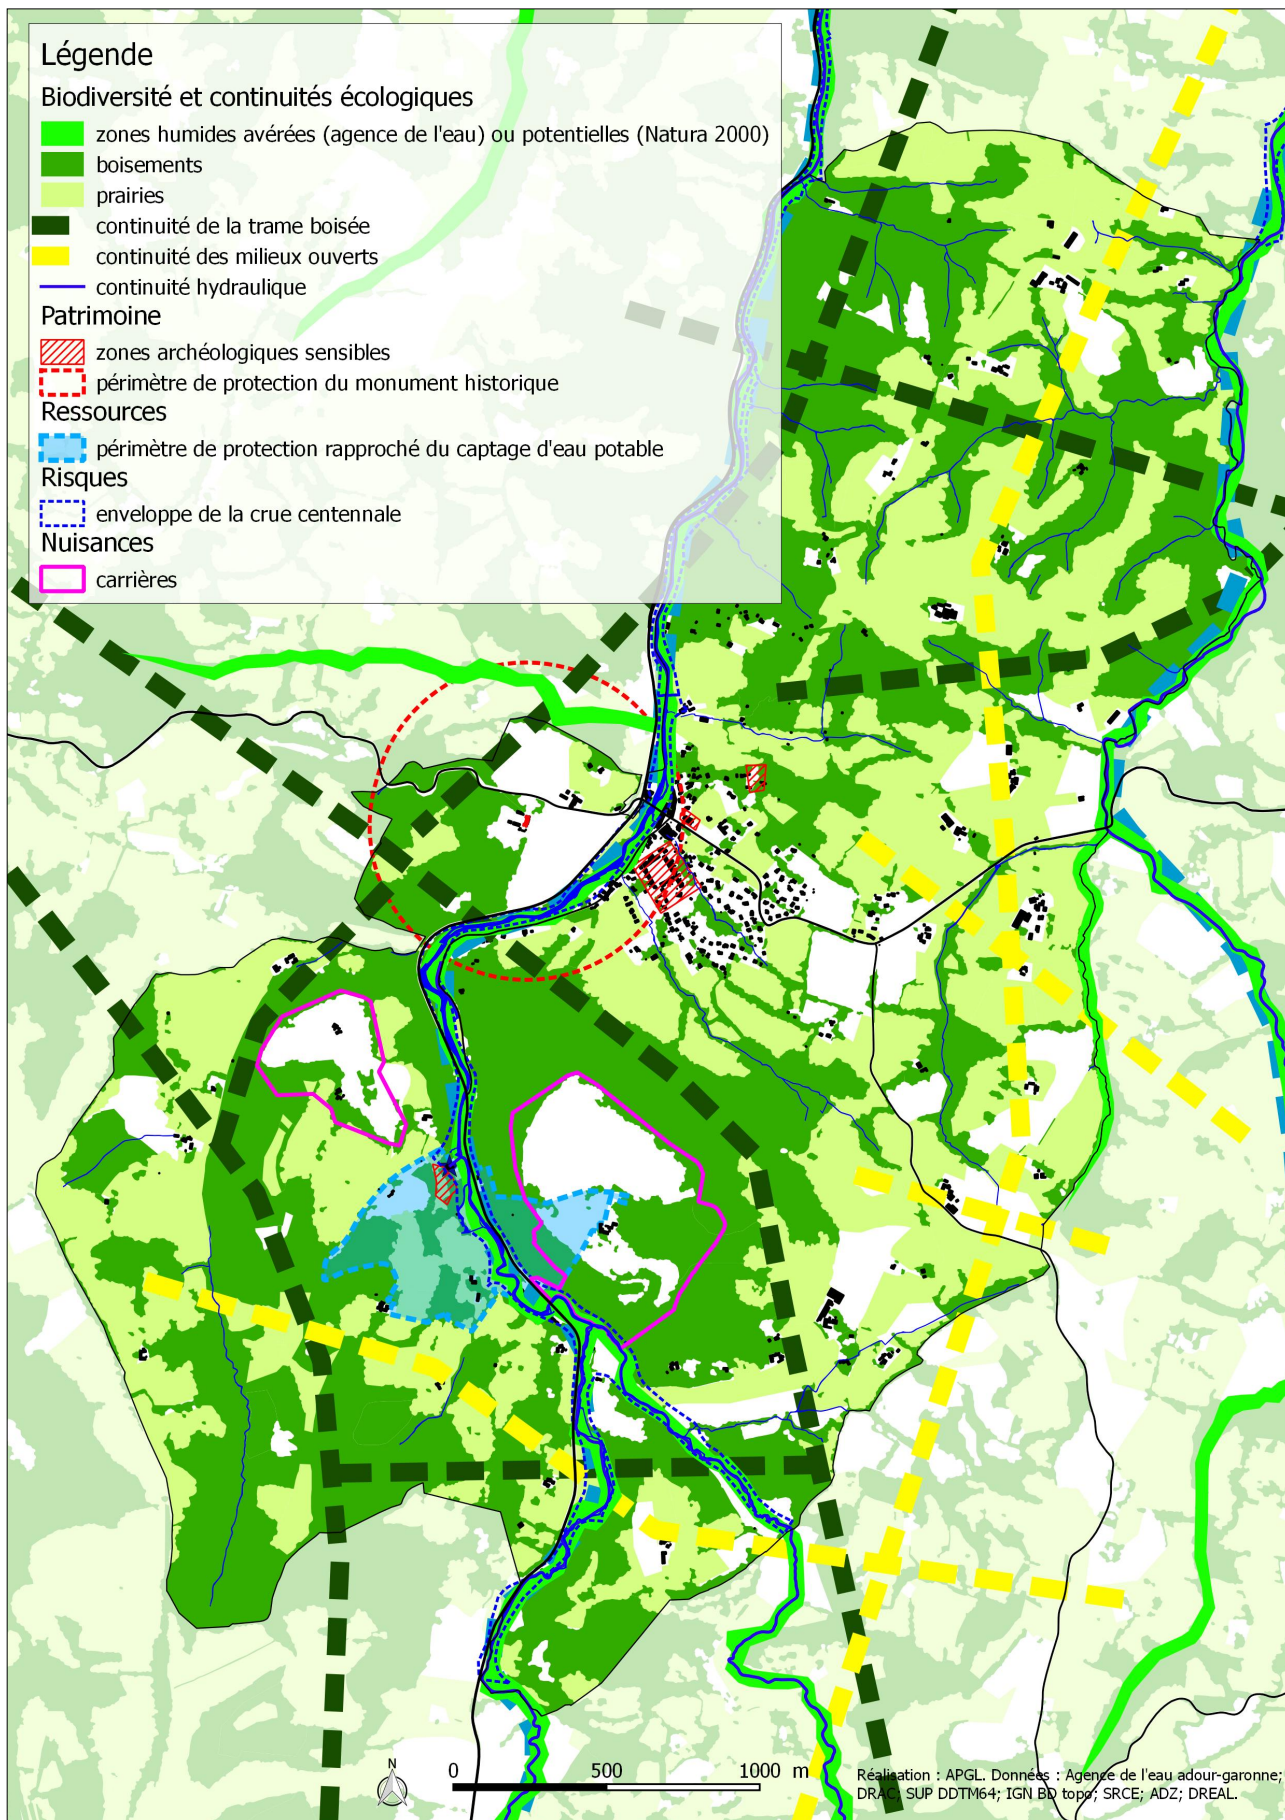 Légende
Biodiversité et continuités écologiques
zones humides avérées (agence de l'eau) ou potentielles (Natura 2000)
boisements
prairies
continuité de la trame boisée
continuité des milieux ouverts
continuité hydraulique
Patrimoine
zones archéologiques sensibles
périmètre de protection du monument historique
Ressources
périmètre de protection rapproché du captage d'eau potable
Risques
enveloppe de la crue centennale
Nuisances
carrières
N
0 500 1000 m
Réalisation : APGL. Données : Agence de l'eau adour-garonne;
DRAC; SUP DDTM64; IGN BD topo; SRCE; ADZ; DREAL.